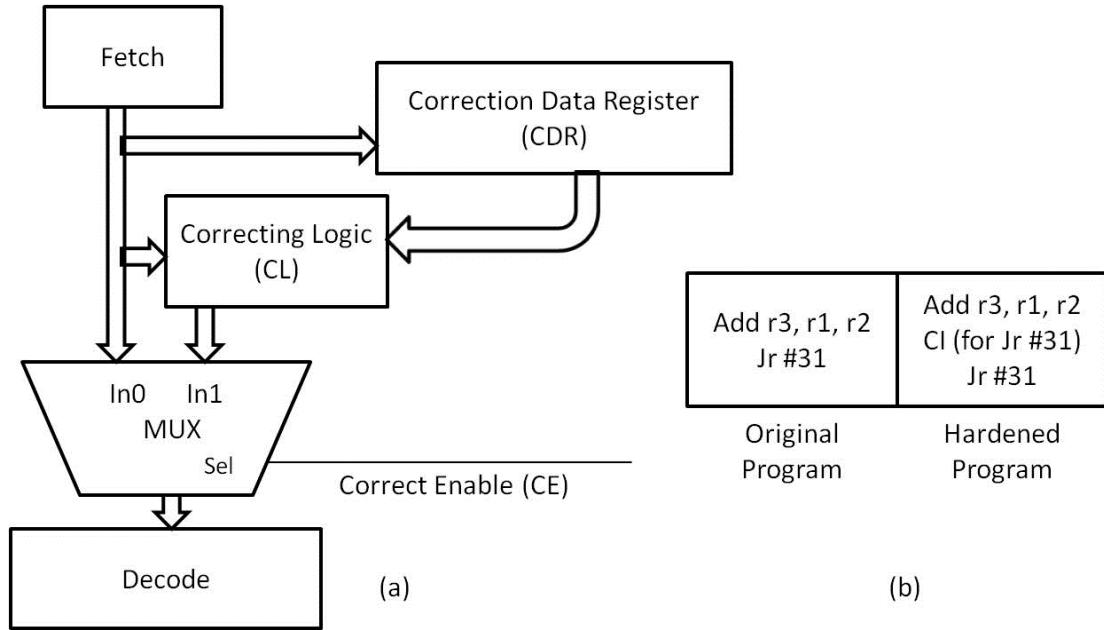 Fetch
Correction Data Register
(CDR)
Correcting Logic
(CL)
In0 In1
MUX
Sel
Correct Enable (CE)
Decode
(a)
Add r3, r1, r2
Jr #31
Add r3, r1, r2
CI (for Jr #31)
Jr #31
Original
Program
Hardened
Program
(b)